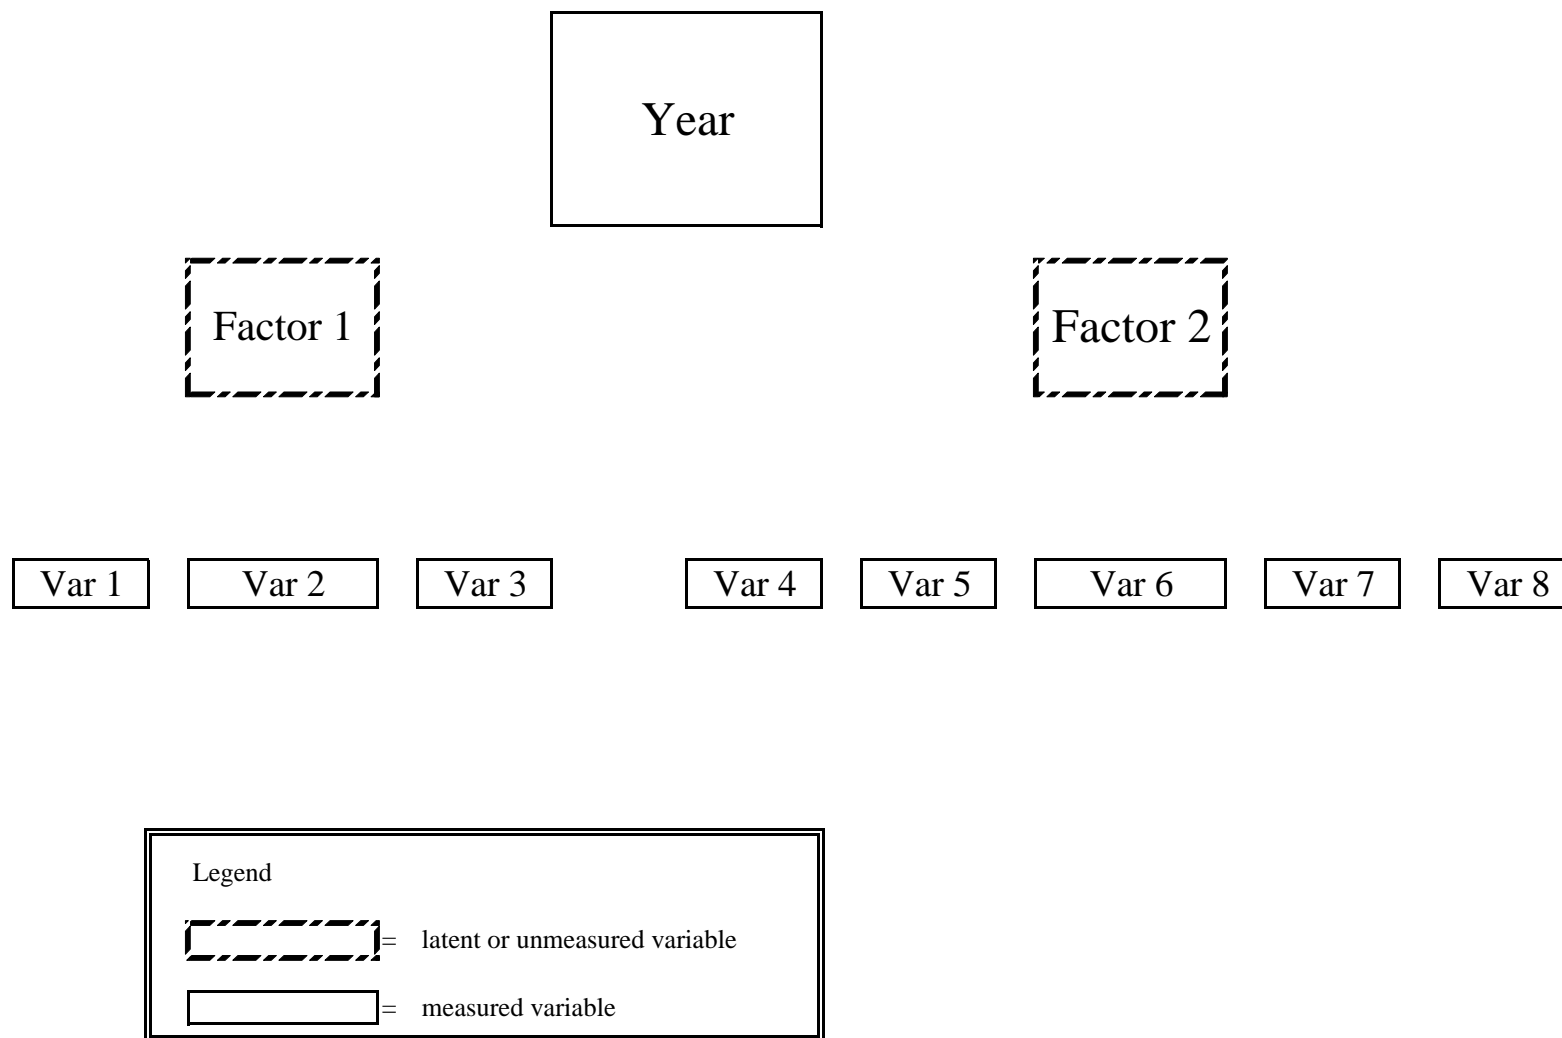 Year
Factor 1
Factor 2
Var 1
Var 2
Var 3
Var 4
Var 5
Var 6
Var 7
Var 8
Legend
= latent or unmeasured variable
= measured variable